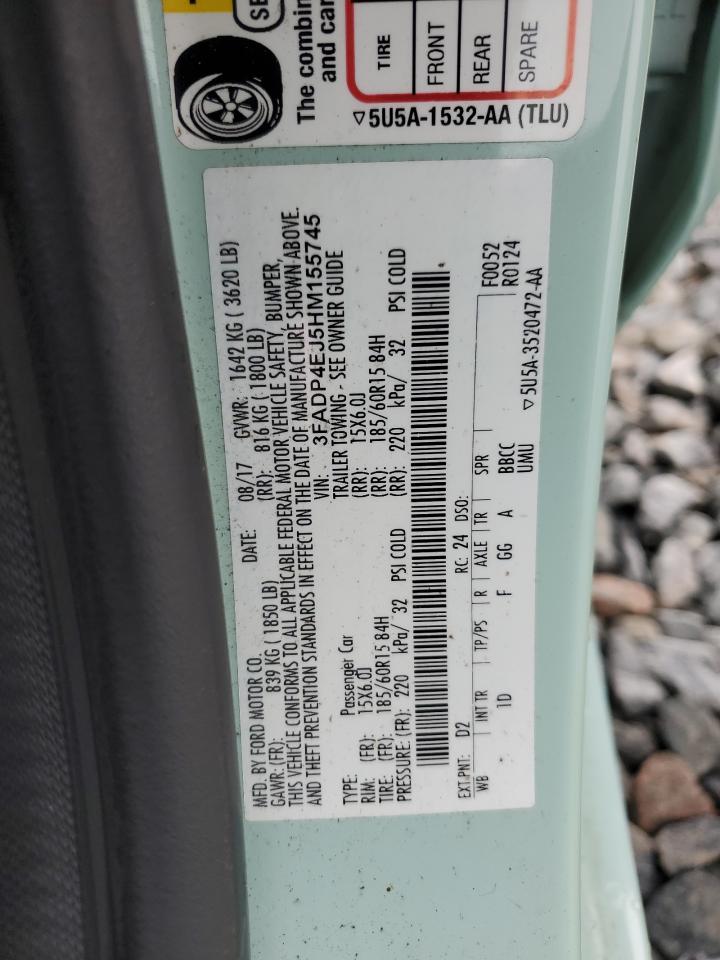 SE
The combin
and car
TIRE
FRONT
REAR
SPARE
▽5U5A-1532-AA (TLU)
MFD. BY FORD MOTOR CO. DATE: 08/17 GVWR: 1642 KG ( 3620 LB)
GAWR: (FR): 839 KG ( 1850 LB) (RR): 816 KG ( 1800 LB)
THIS VEHICLE CONFORMS TO ALL APPLICABLE FEDERAL MOTOR VEHICLE SAFETY, BUMPER,
AND THEFT PREVENTION STANDARDS IN EFFECT ON THE DATE OF MANUFACTURE SHOWN ABOVE.
VIN: 3FADP4EJ5HM155745
TYPE: Passenger Car TRAILER TOWING - SEE OWNER GUIDE
RIM: (FR): 15X6.0J (RR): 15X6.0J
TIRE: (FR): 185/60R15 84H (RR): 185/60R15 84H
PRESSURE: (FR): 220 kPa/ 32 PSI COLD (RR): 220 kPa/ 32 PSI COLD
EXT.PNT: D2 RC: 24 DSO: F0052
WB INT TR TP/PS R AXLE TR SPR R0124
1D F GG A BBCC
UMU
▽5U5A-3520472-AA